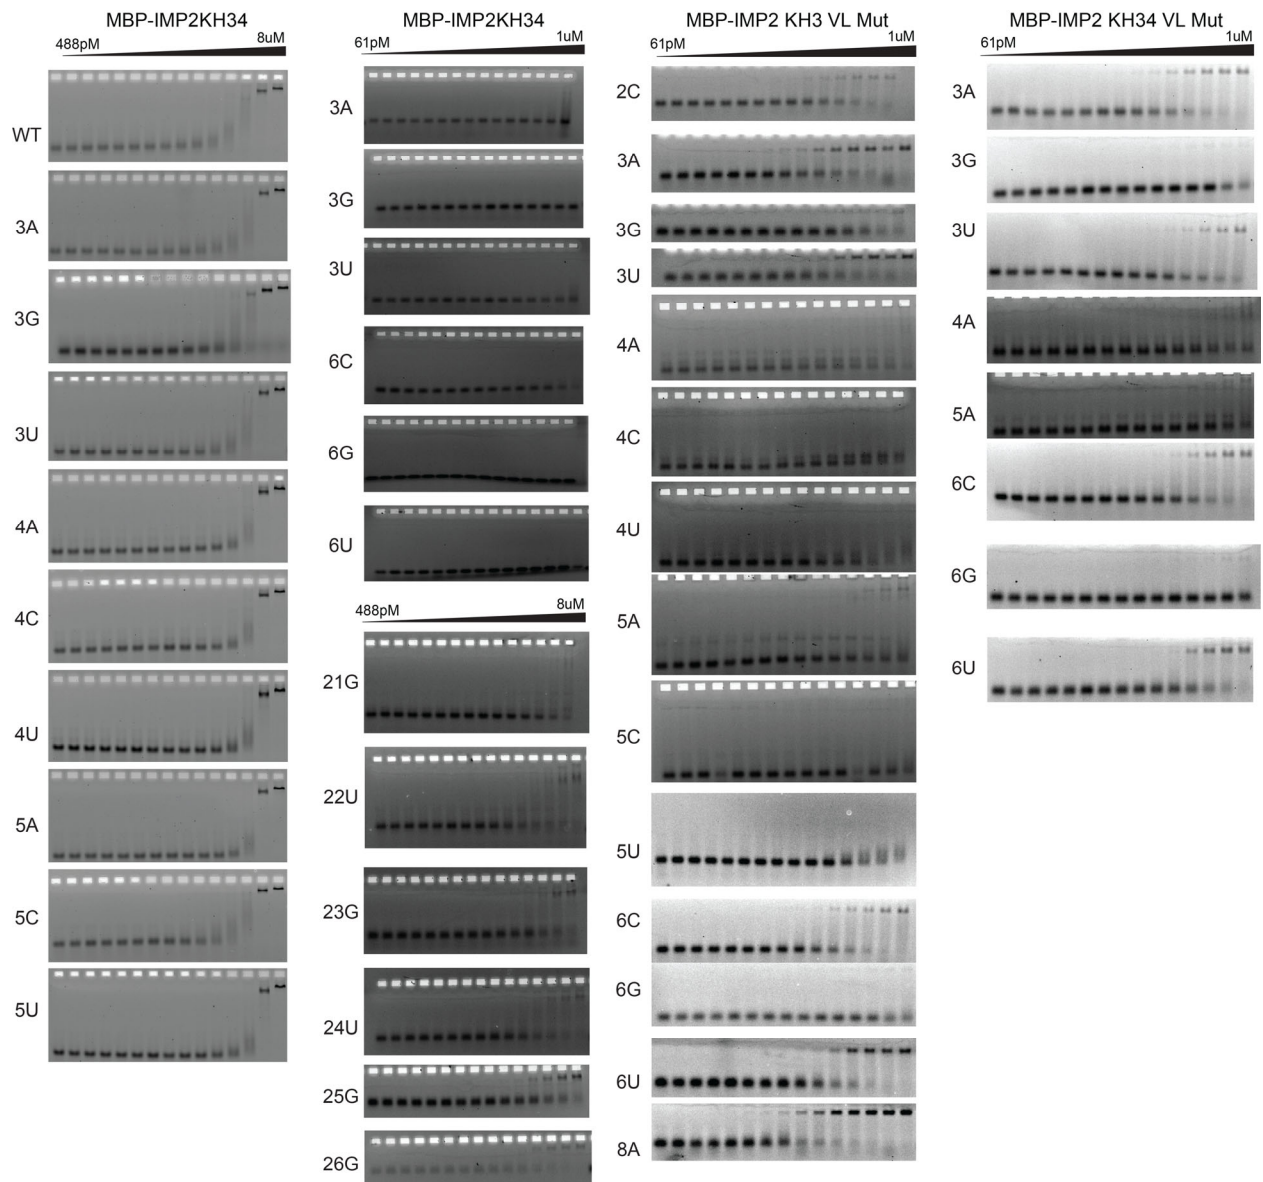 MBP-IMP2KH34
488pM
8uM
WT
3A
3G
3U
4A
4C
4U
5A
5C
5U
MBP-IMP2KH34
61pM
1uM
3A
3G
3U
6C
6G
6U
488pM
8uM
21G
22U
23G
24U
25G
26G
MBP-IMP2 KH3 VL Mut
61pM
1uM
2C
3A
3G
3U
4A
4C
4U
5A
5C
5U
6C
6G
6U
8A
MBP-IMP2 KH34 VL Mut
61pM
1uM
3A
3G
3U
4A
5A
6C
6G
6U